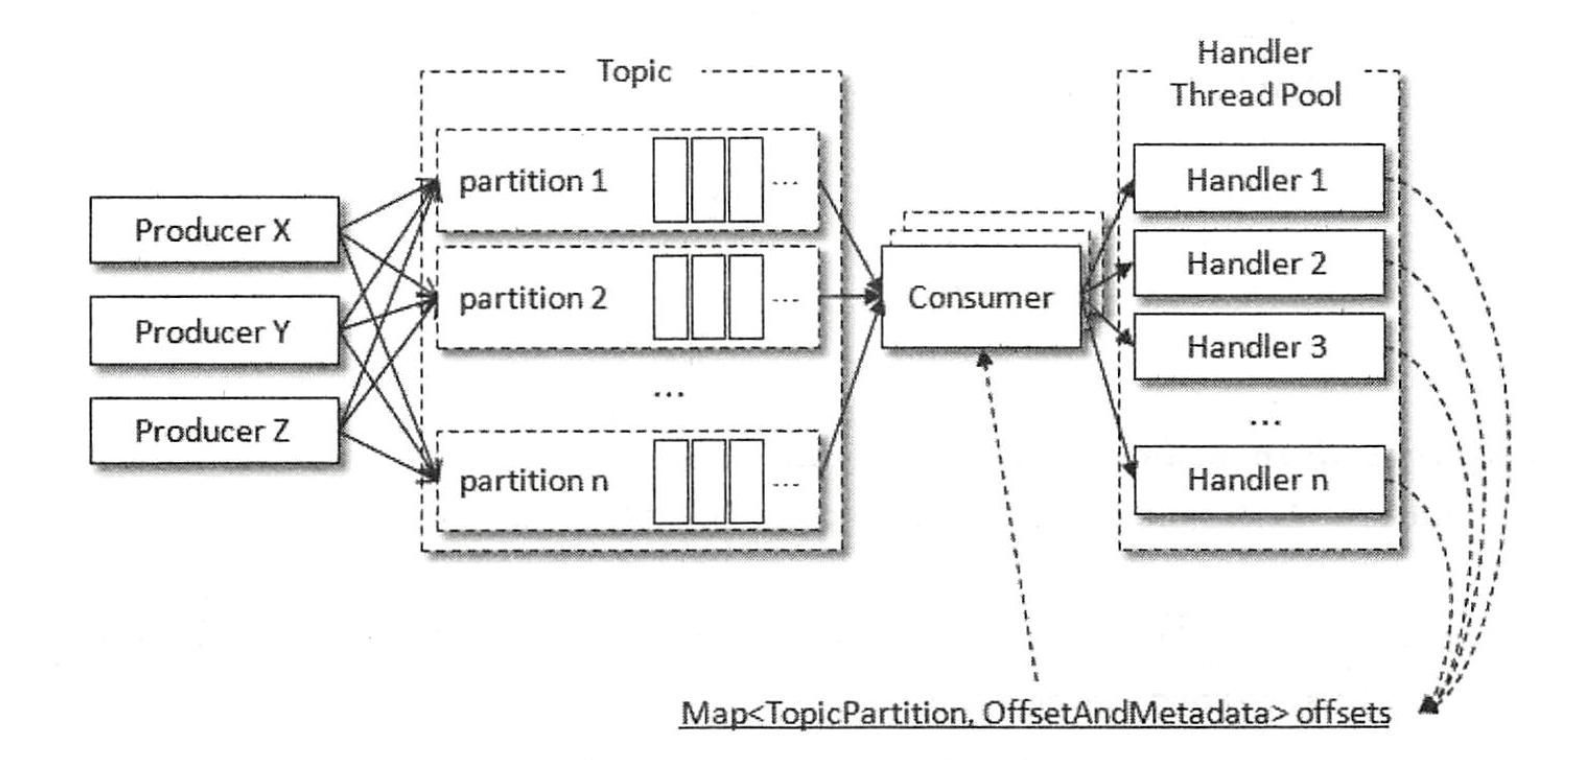 Topic
Handler
Thread Pool
Producer X
Producer Y
Producer Z
partition 1
...
partition 2
...
...
partition n
...
Consumer
Handler 1
Handler 2
Handler 3
...
Handler n
Map<TopicPartition, OffsetAndMetadata> offsets